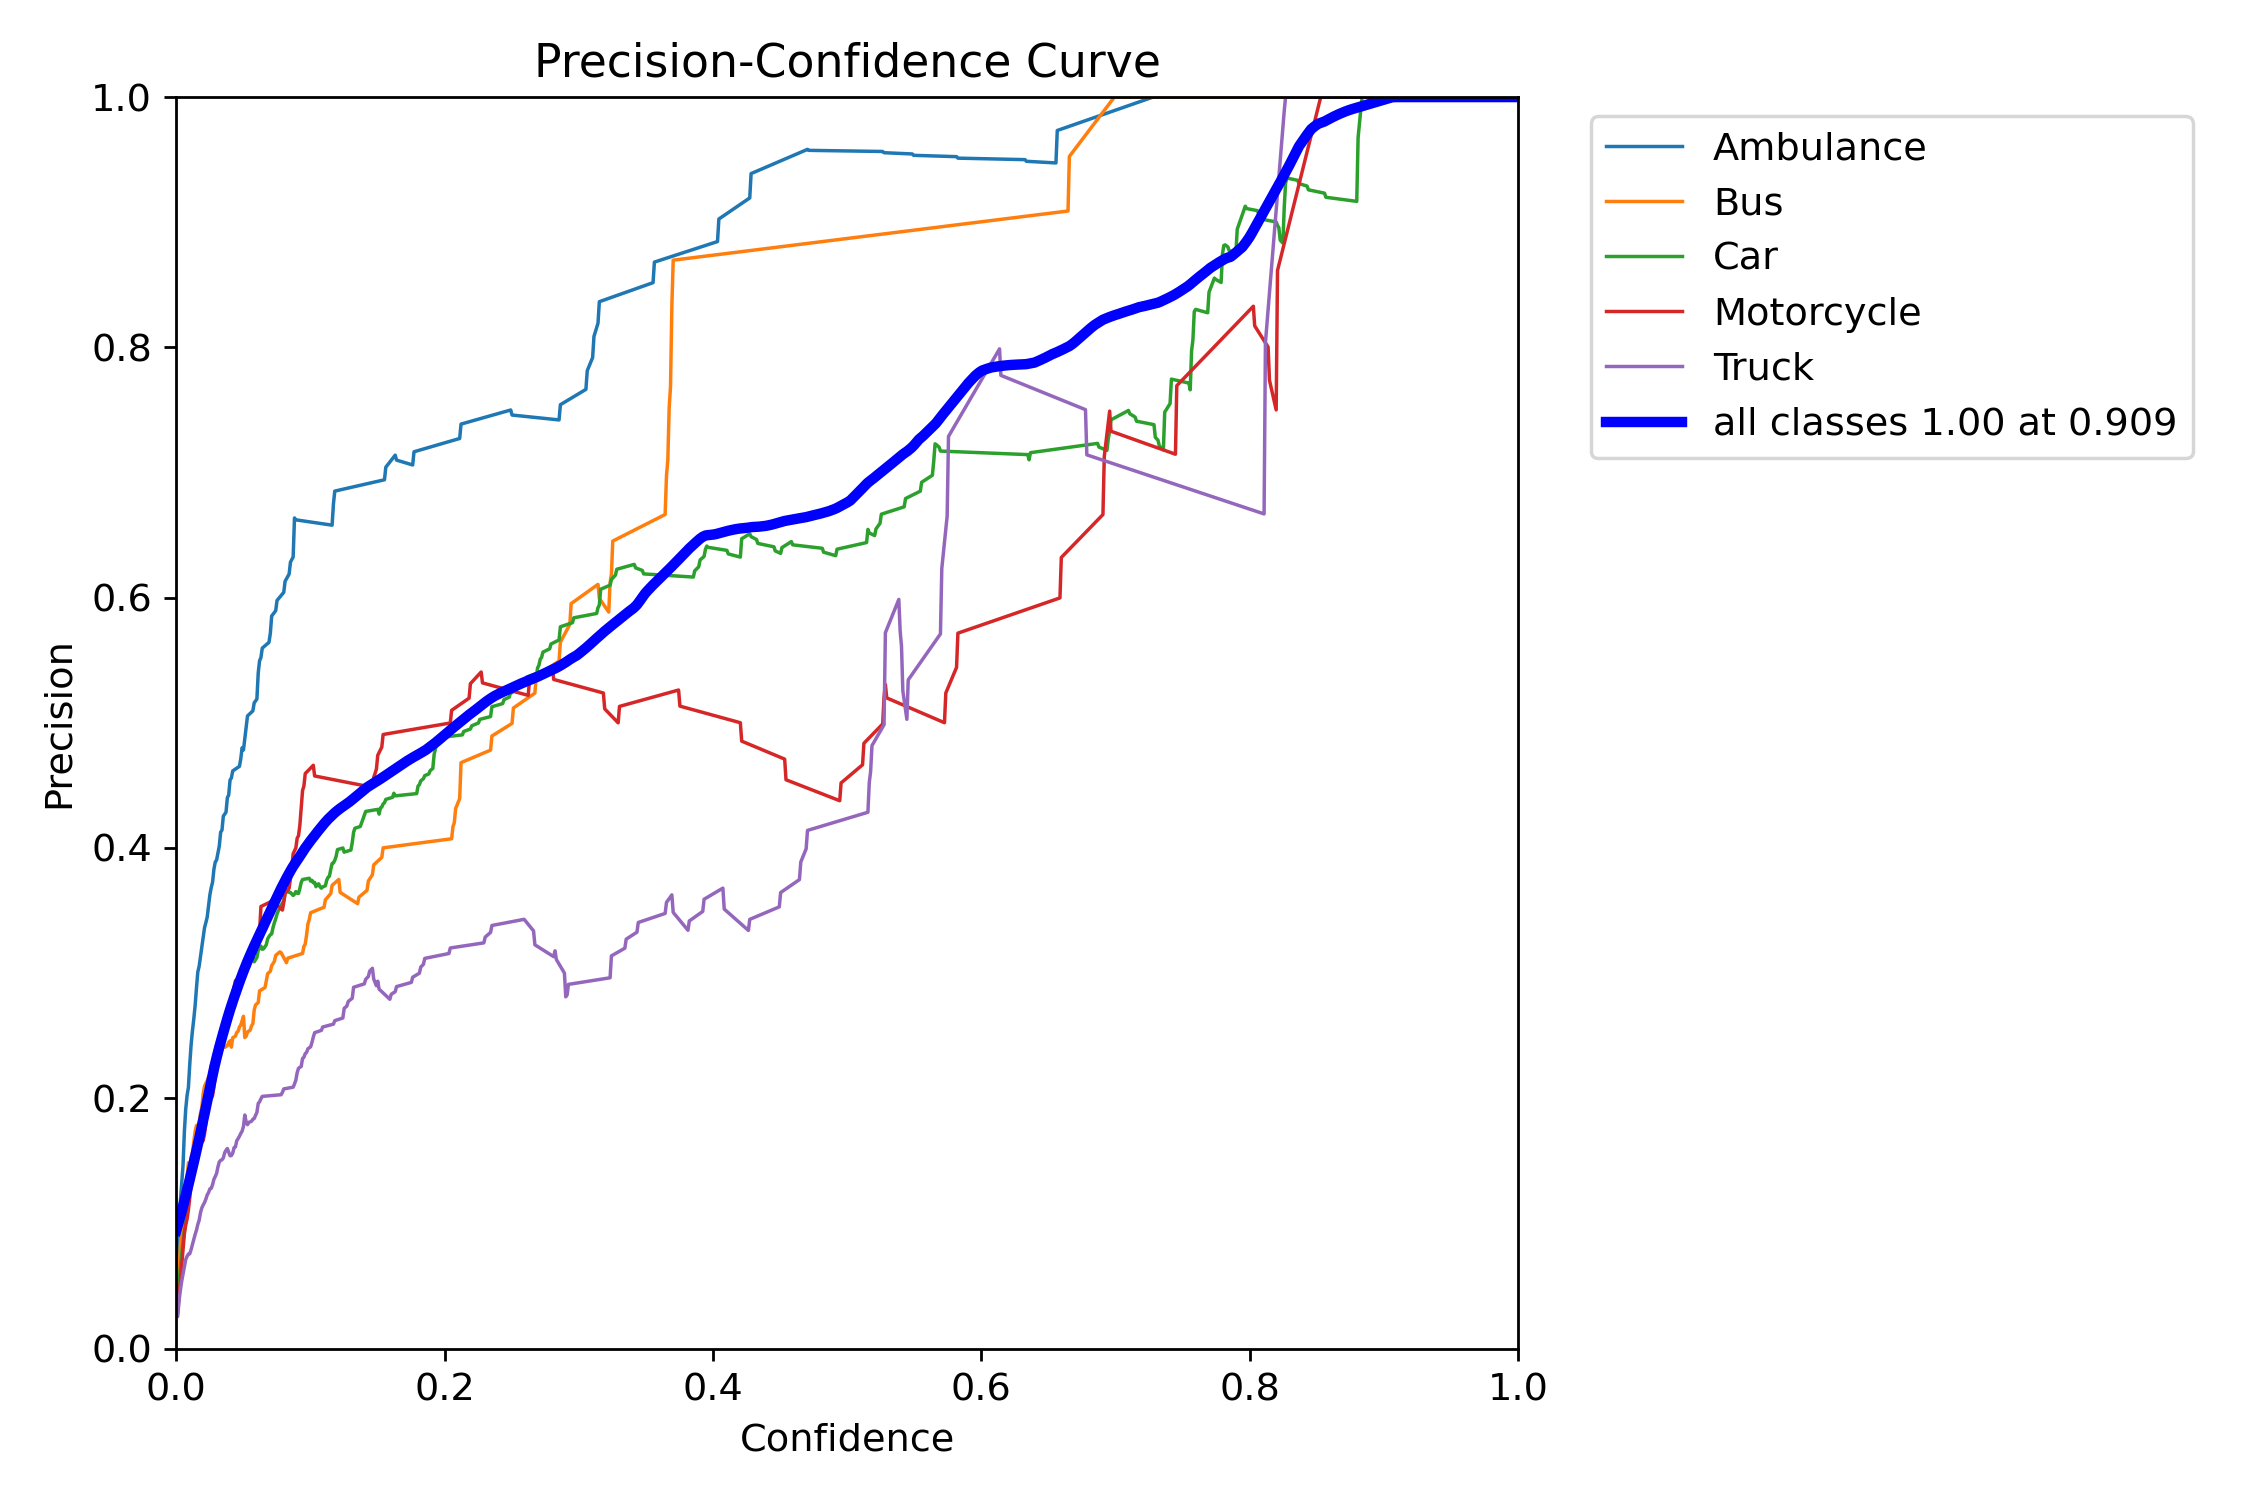 Precision-Confidence Curve
1.0
0.8
0.6
0.4
0.2
0.0
Precision
0.0 0.2 0.4 0.6 0.8 1.0
Confidence
Ambulance
Bus
Car
Motorcycle
Truck
all classes 1.00 at 0.909